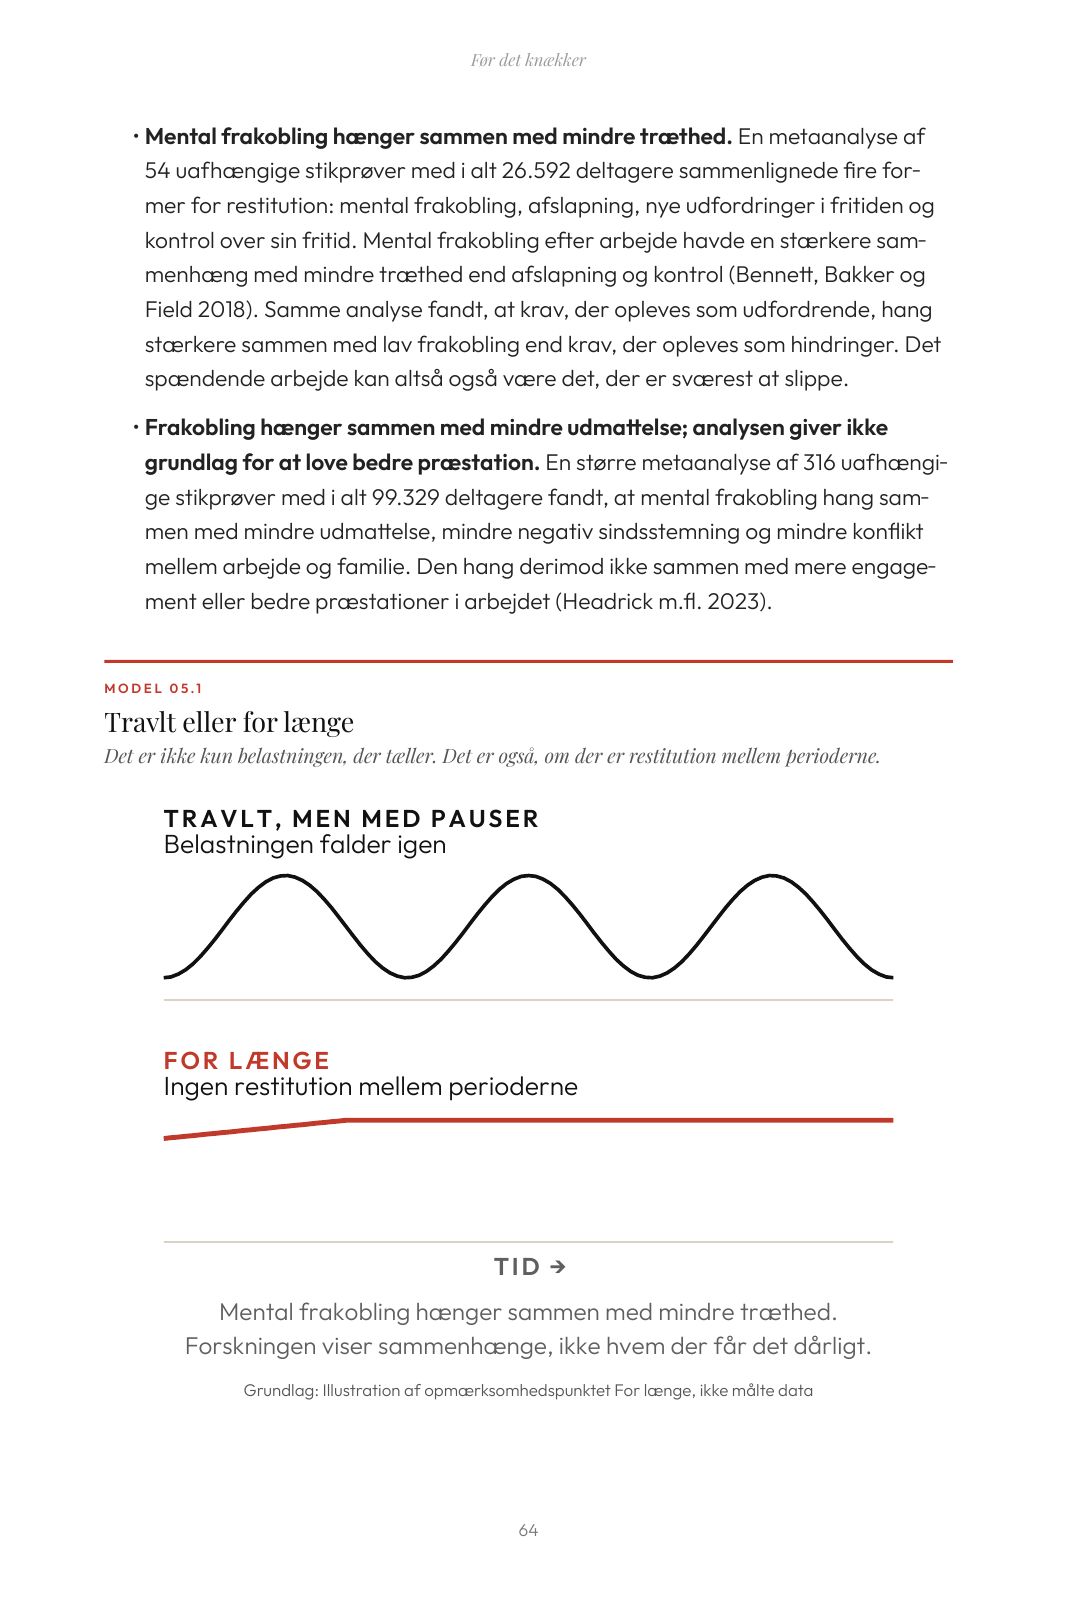 Før det knækker
• Mental frakobling hænger sammen med mindre træthed. En metaanalyse af
54 uafhængige stikprøver med i alt 26.592 deltagere sammenlignede fire for-
mer for restitution: mental frakobling, afslapning, nye udfordringer i fritiden og
kontrol over sin fritid. Mental frakobling efter arbejde havde en stærkere sam-
menhæng med mindre træthed end afslapning og kontrol (Bennett, Bakker og
Field 2018). Samme analyse fandt, at krav, der opleves som udfordrende, hang
stærkere sammen med lav frakobling end krav, der opleves som hindringer. Det
spændende arbejde kan altså også være det, der er sværest at slippe.
• Frakobling hænger sammen med mindre udmattelse; analysen giver ikke
grundlag for at love bedre præstation. En større metaanalyse af 316 uafhængi-
ge stikprøver med i alt 99.329 deltagere fandt, at mental frakobling hang sam-
men med mindre udmattelse, mindre negativ sindsstemning og mindre konflikt
mellem arbejde og familie. Den hang derimod ikke sammen med mere engage-
ment eller bedre præstationer i arbejdet (Headrick m.fl. 2023).
MODEL 05.1
Travlt eller for længe
Det er ikke kun belastningen, der tæller. Det er også, om der er restitution mellem perioderne.
TRAVLT, MEN MED PAUSER
Belastningen falder igen
FOR LÆNGE
Ingen restitution mellem perioderne
TID →
Mental frakobling hænger sammen med mindre træthed.
Forskningen viser sammenhænge, ikke hvem der får det dårligt.
Grundlag: Illustration af opmærksomhedspunktet For længe, ikke målte data
64